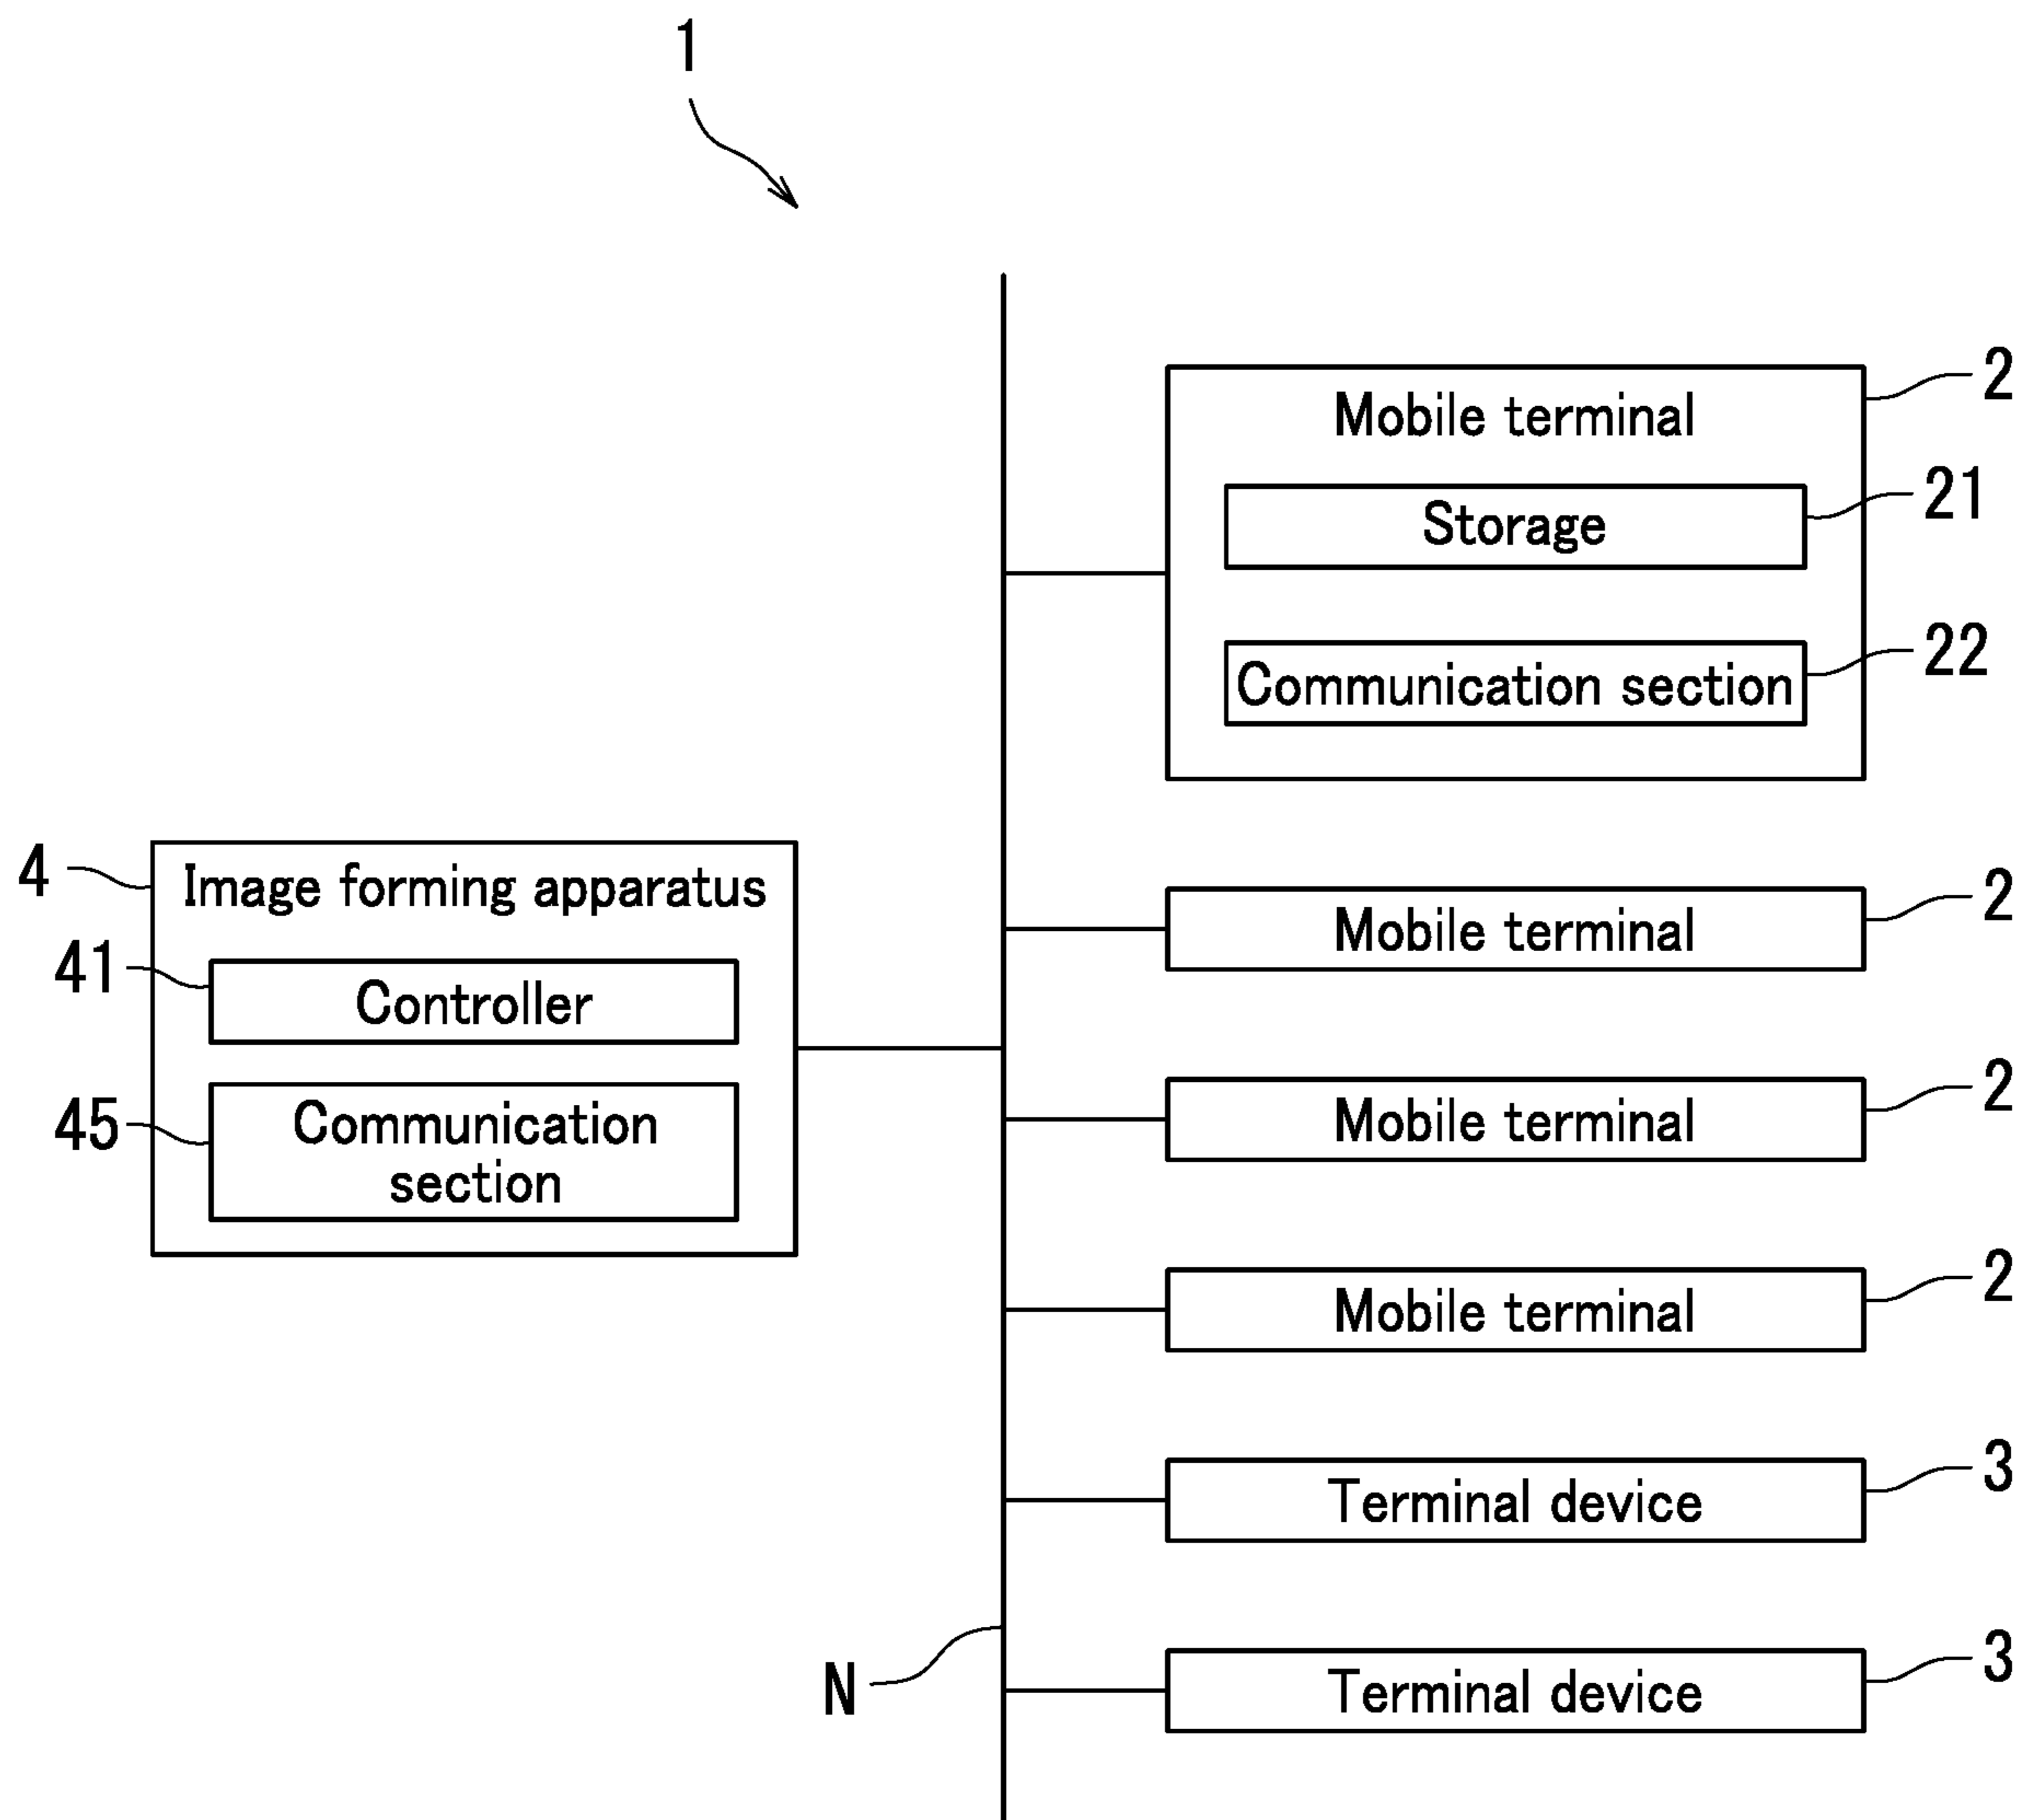 1
Mobile terminal
2
Storage
21
Communication section
22
4
Image forming apparatus
41
Controller
45
Communication
section
Mobile terminal
2
Mobile terminal
2
Mobile terminal
2
Terminal device
3
N
Terminal device
3